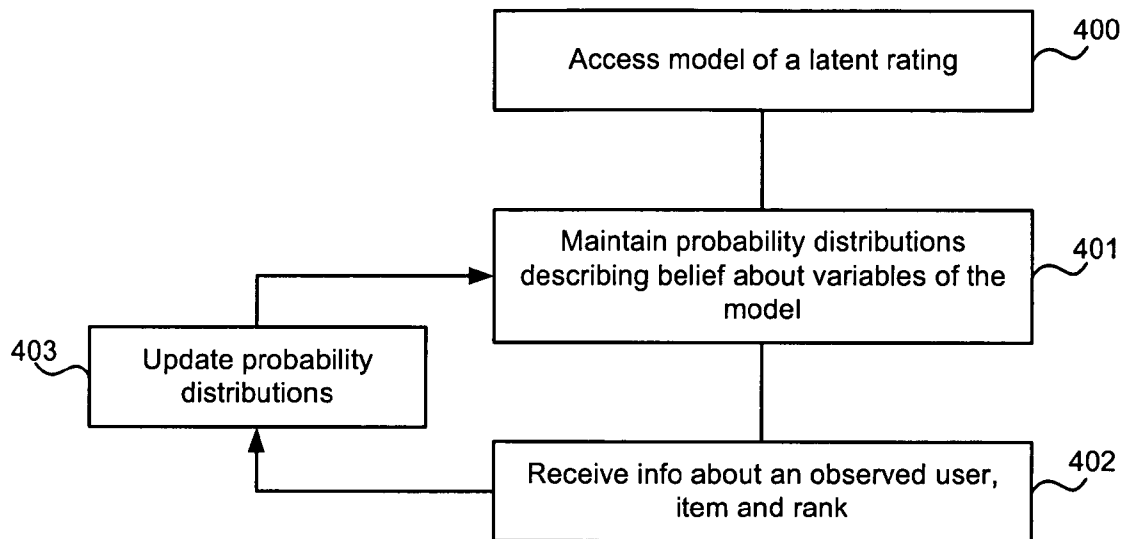 400
Access model of a latent rating
Maintain probability distributions
describing belief about variables of the
model
401
403
Update probability
distributions
Receive info about an observed user,
item and rank
402